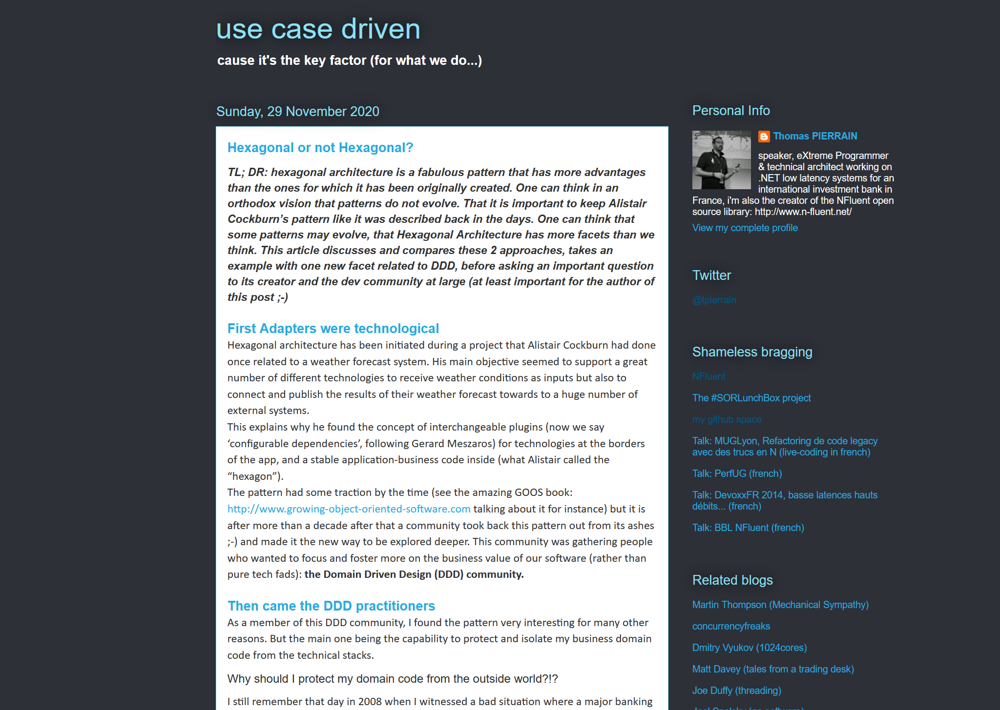 use case driven
cause it's the key factor (for what we do...)
Sunday, 29 November 2020
Hexagonal or not Hexagonal?
TL; DR: hexagonal architecture is a fabulous pattern that has more advantages
than the ones for which it has been originally created. One can think in an
orthodox vision that patterns do not evolve. That it is important to keep Alistair
Cockburn’s pattern like it was described back in the days. One can think that
some patterns may evolve, that Hexagonal Architecture has more facets than we
think. This article discusses and compares these 2 approaches, takes an
example with one new facet related to DDD, before asking an important question
to its creator and the dev community at large (at least important for the author of
this post ;-)
First Adapters were technological
Hexagonal architecture has been initiated during a project that Alistair Cockburn had done
once related to a weather forecast system. His main objective seemed to support a great
number of different technologies to receive weather conditions as inputs but also to
connect and publish the results of their weather forecast towards to a huge number of
external systems.
This explains why he found the concept of interchangeable plugins (now we say
‘configurable dependencies’, following Gerard Meszaros) for technologies at the borders
of the app, and a stable application-business code inside (what Alistair called the
“hexagon”).
The pattern had some traction by the time (see the amazing GOOS book:
http://www.growing-object-oriented-software.com talking about it for instance) but it is
after more than a decade after that a community took back this pattern out from its ashes
;-) and made it the new way to be explored deeper. This community was gathering people
who wanted to focus and foster more on the business value of our software (rather than
pure tech fads): the Domain Driven Design (DDD) community.
Then came the DDD practitioners
As a member of this DDD community, I found the pattern very interesting for many other
reasons. But the main one being the capability to protect and isolate my business domain
code from the technical stacks.
Why should I protect my domain code from the outside world?!?
I still remember that day in 2008 when I witnessed a bad situation where a major banking
Personal Info
Thomas PIERRAIN
speaker, eXtreme Programmer
& technical architect working on
.NET low latency systems for an
international investment bank in
France, i'm also the creator of the NFluent open
source library: http://www.n-fluent.net/
View my complete profile
Twitter
@tpierrain
Shameless bragging
NFluent
The #SORLunchBox project
my github space
Talk: MUGLyon, Refactoring de code legacy
avec des trucs en N (live-coding in french)
Talk: PerfUG (french)
Talk: DevoxxFR 2014, basse latences hauts
débits... (french)
Talk: BBL NFluent (french)
Related blogs
Martin Thompson (Mechanical Sympathy)
concurrencyfreaks
Dmitry Vyukov (1024cores)
Matt Davey (tales from a trading desk)
Joe Duffy (threading)